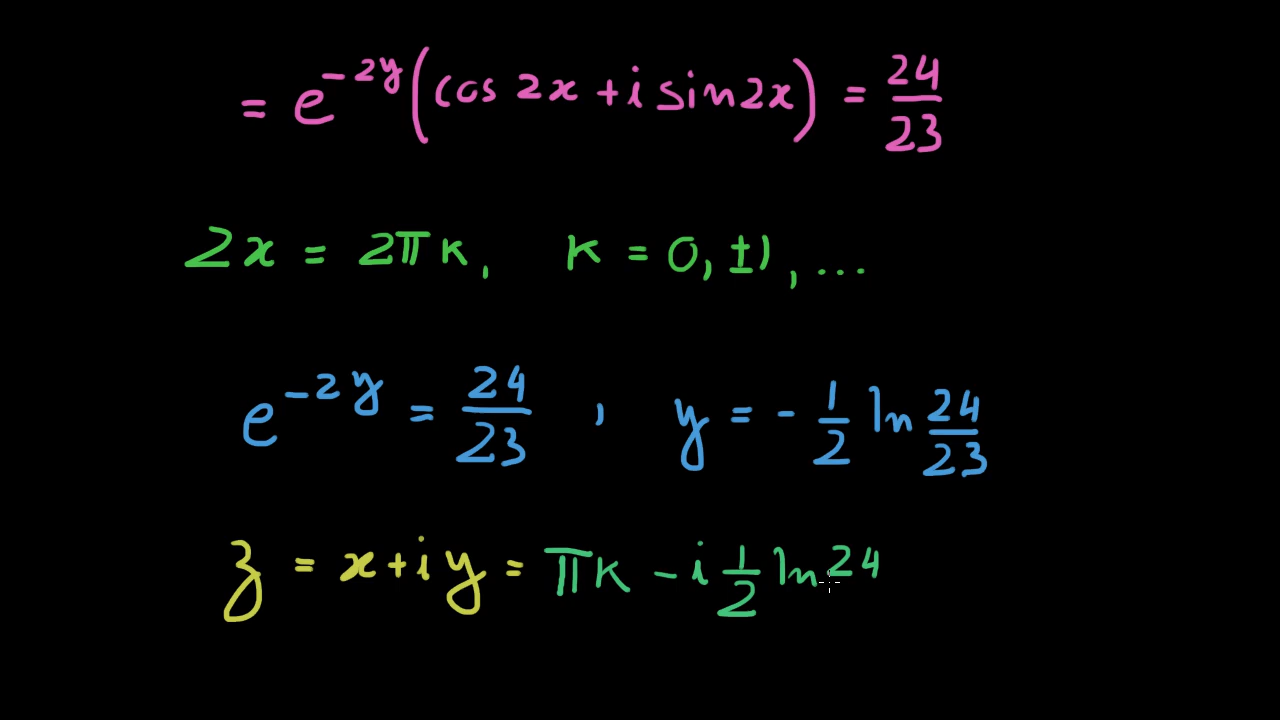 = e^{-2y}(cos 2x + i sin 2x) = 24/23
2x = 2πk, k = 0, ±1, ...
e^{-2y} = 24/23 , y = - 1/2 ln 24/23
z = x + iy = πk - i 1/2 ln 24